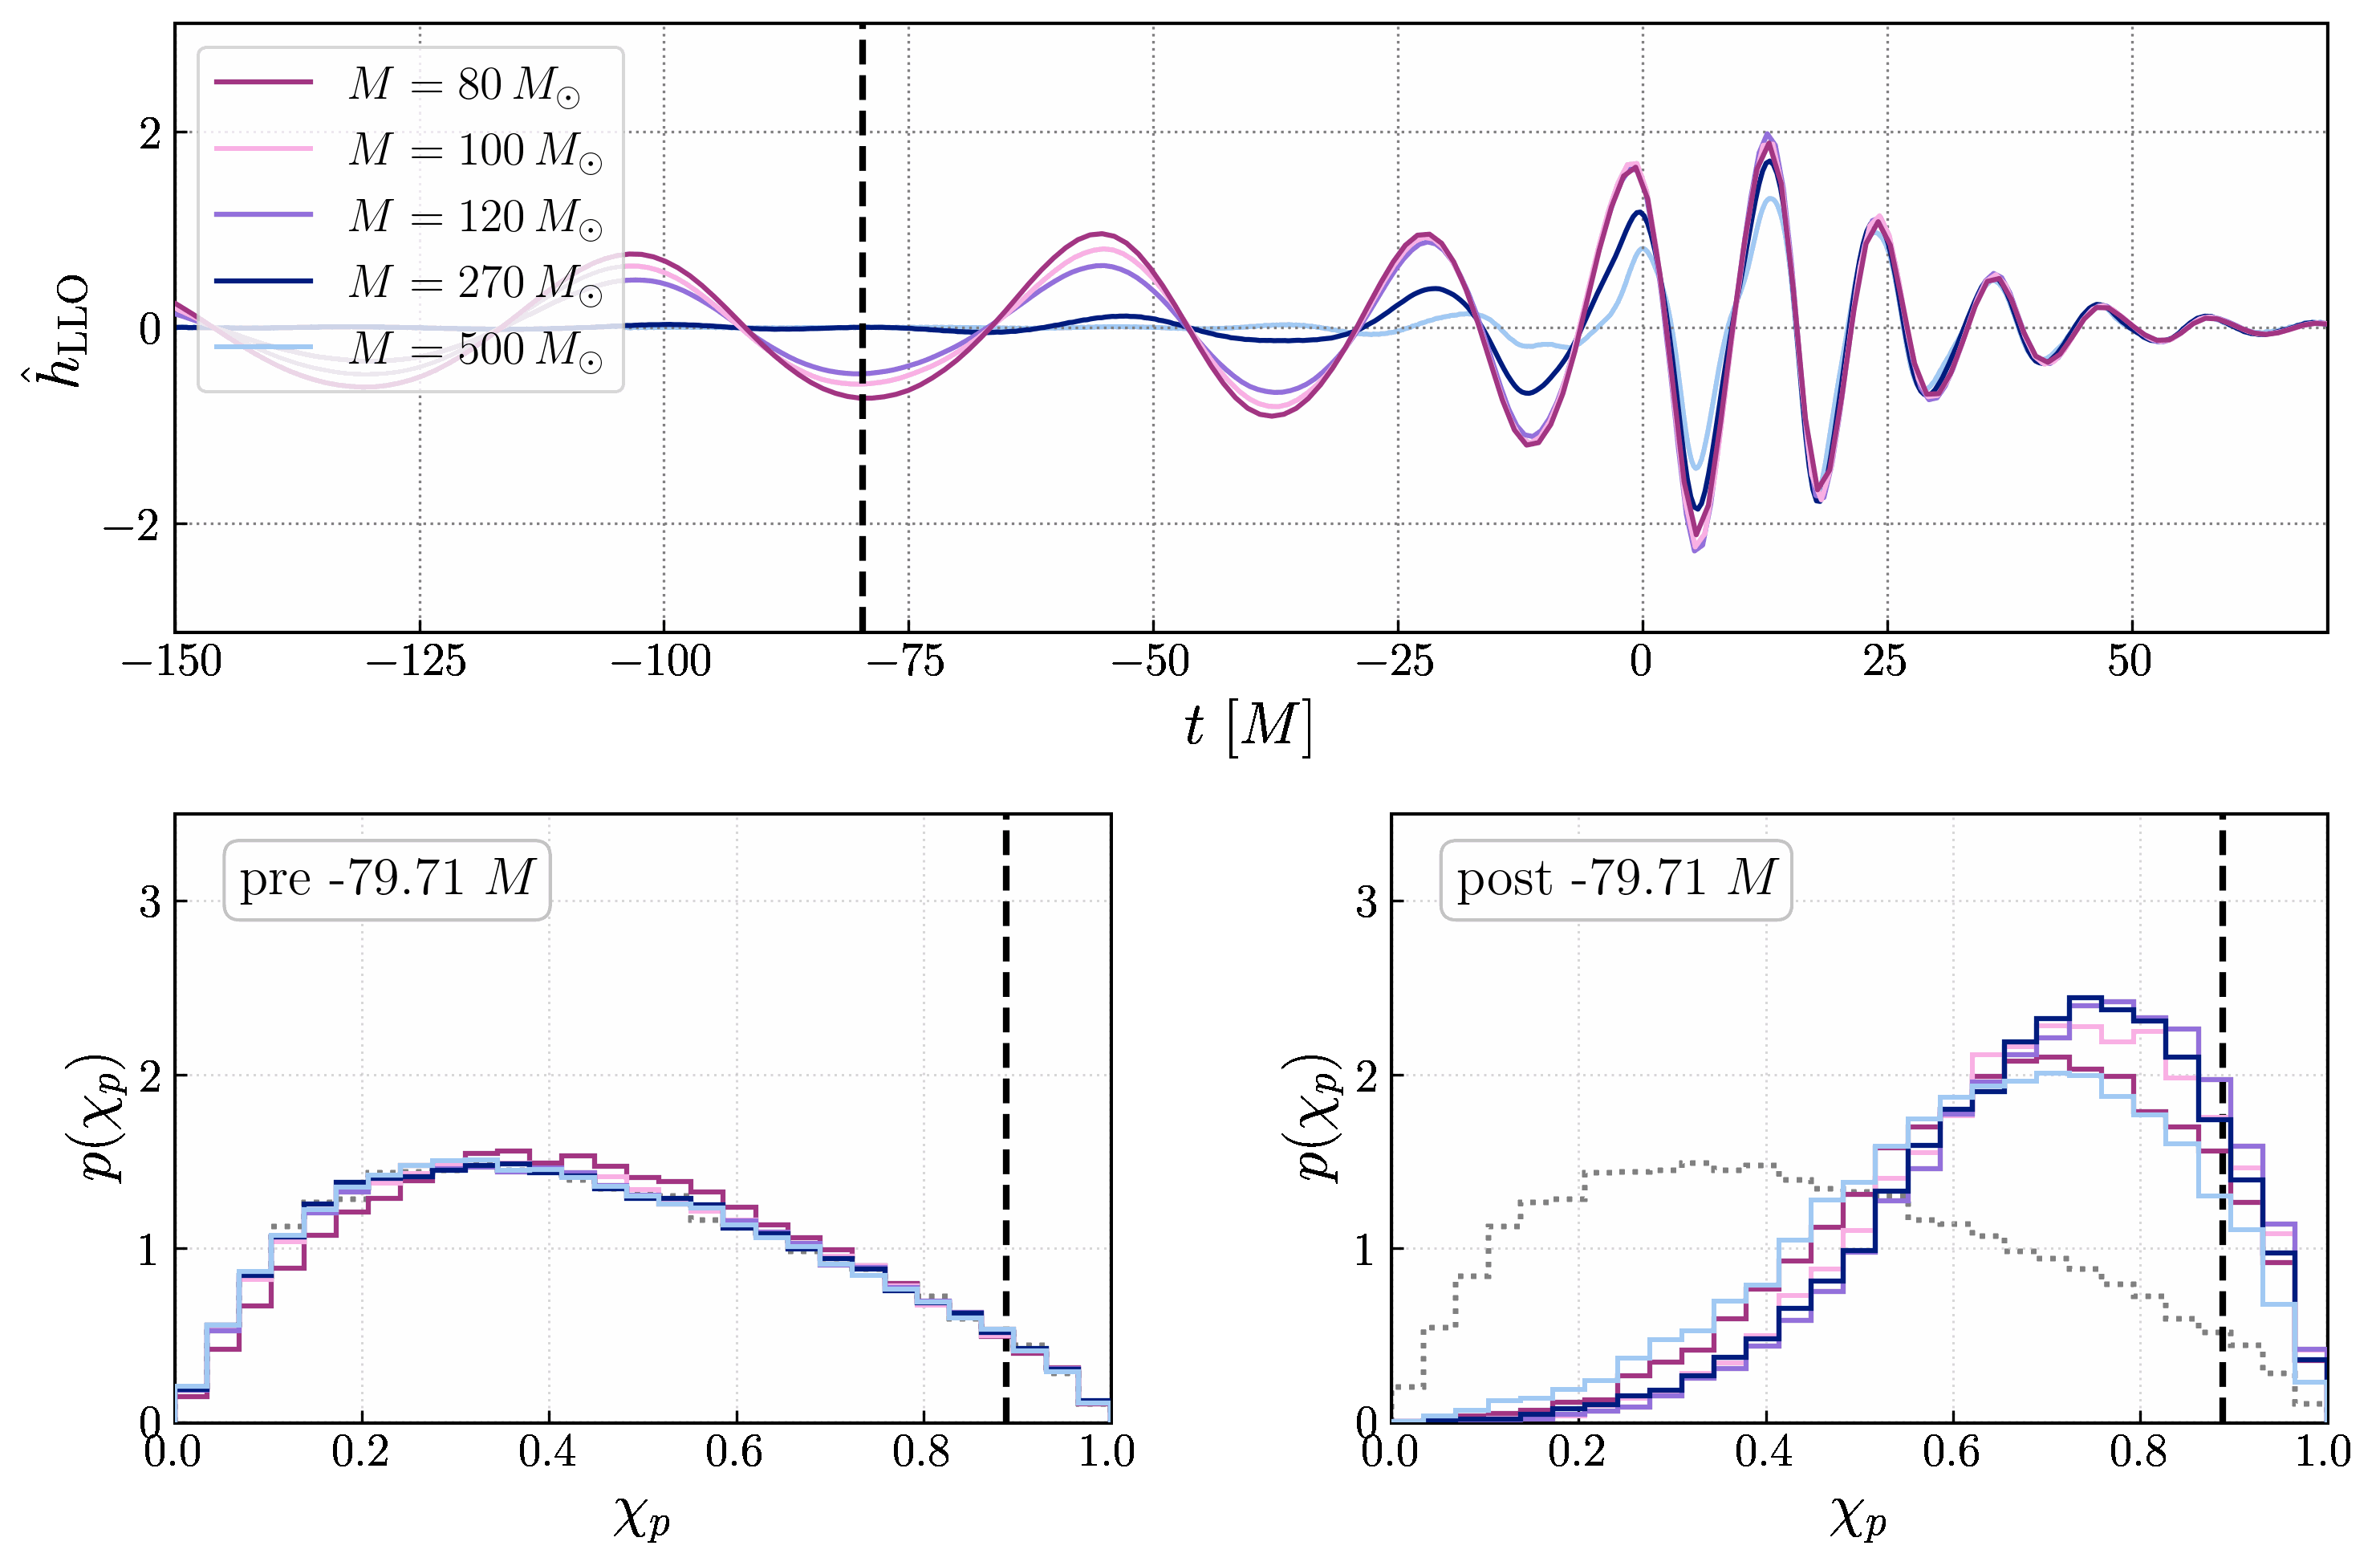 M = 80 M⊙
M = 100 M⊙
M = 120 M⊙
M = 270 M⊙
M = 500 M⊙
2
0
−2
ĥLLO
−150 −125 −100 −75 −50 −25 0 25 50
t [M]
pre -79.71 M
3
2
1
0
p(χp)
0.0 0.2 0.4 0.6 0.8 1.0
χp
post -79.71 M
3
2
1
0
p(χp)
0.0 0.2 0.4 0.6 0.8 1.0
χp